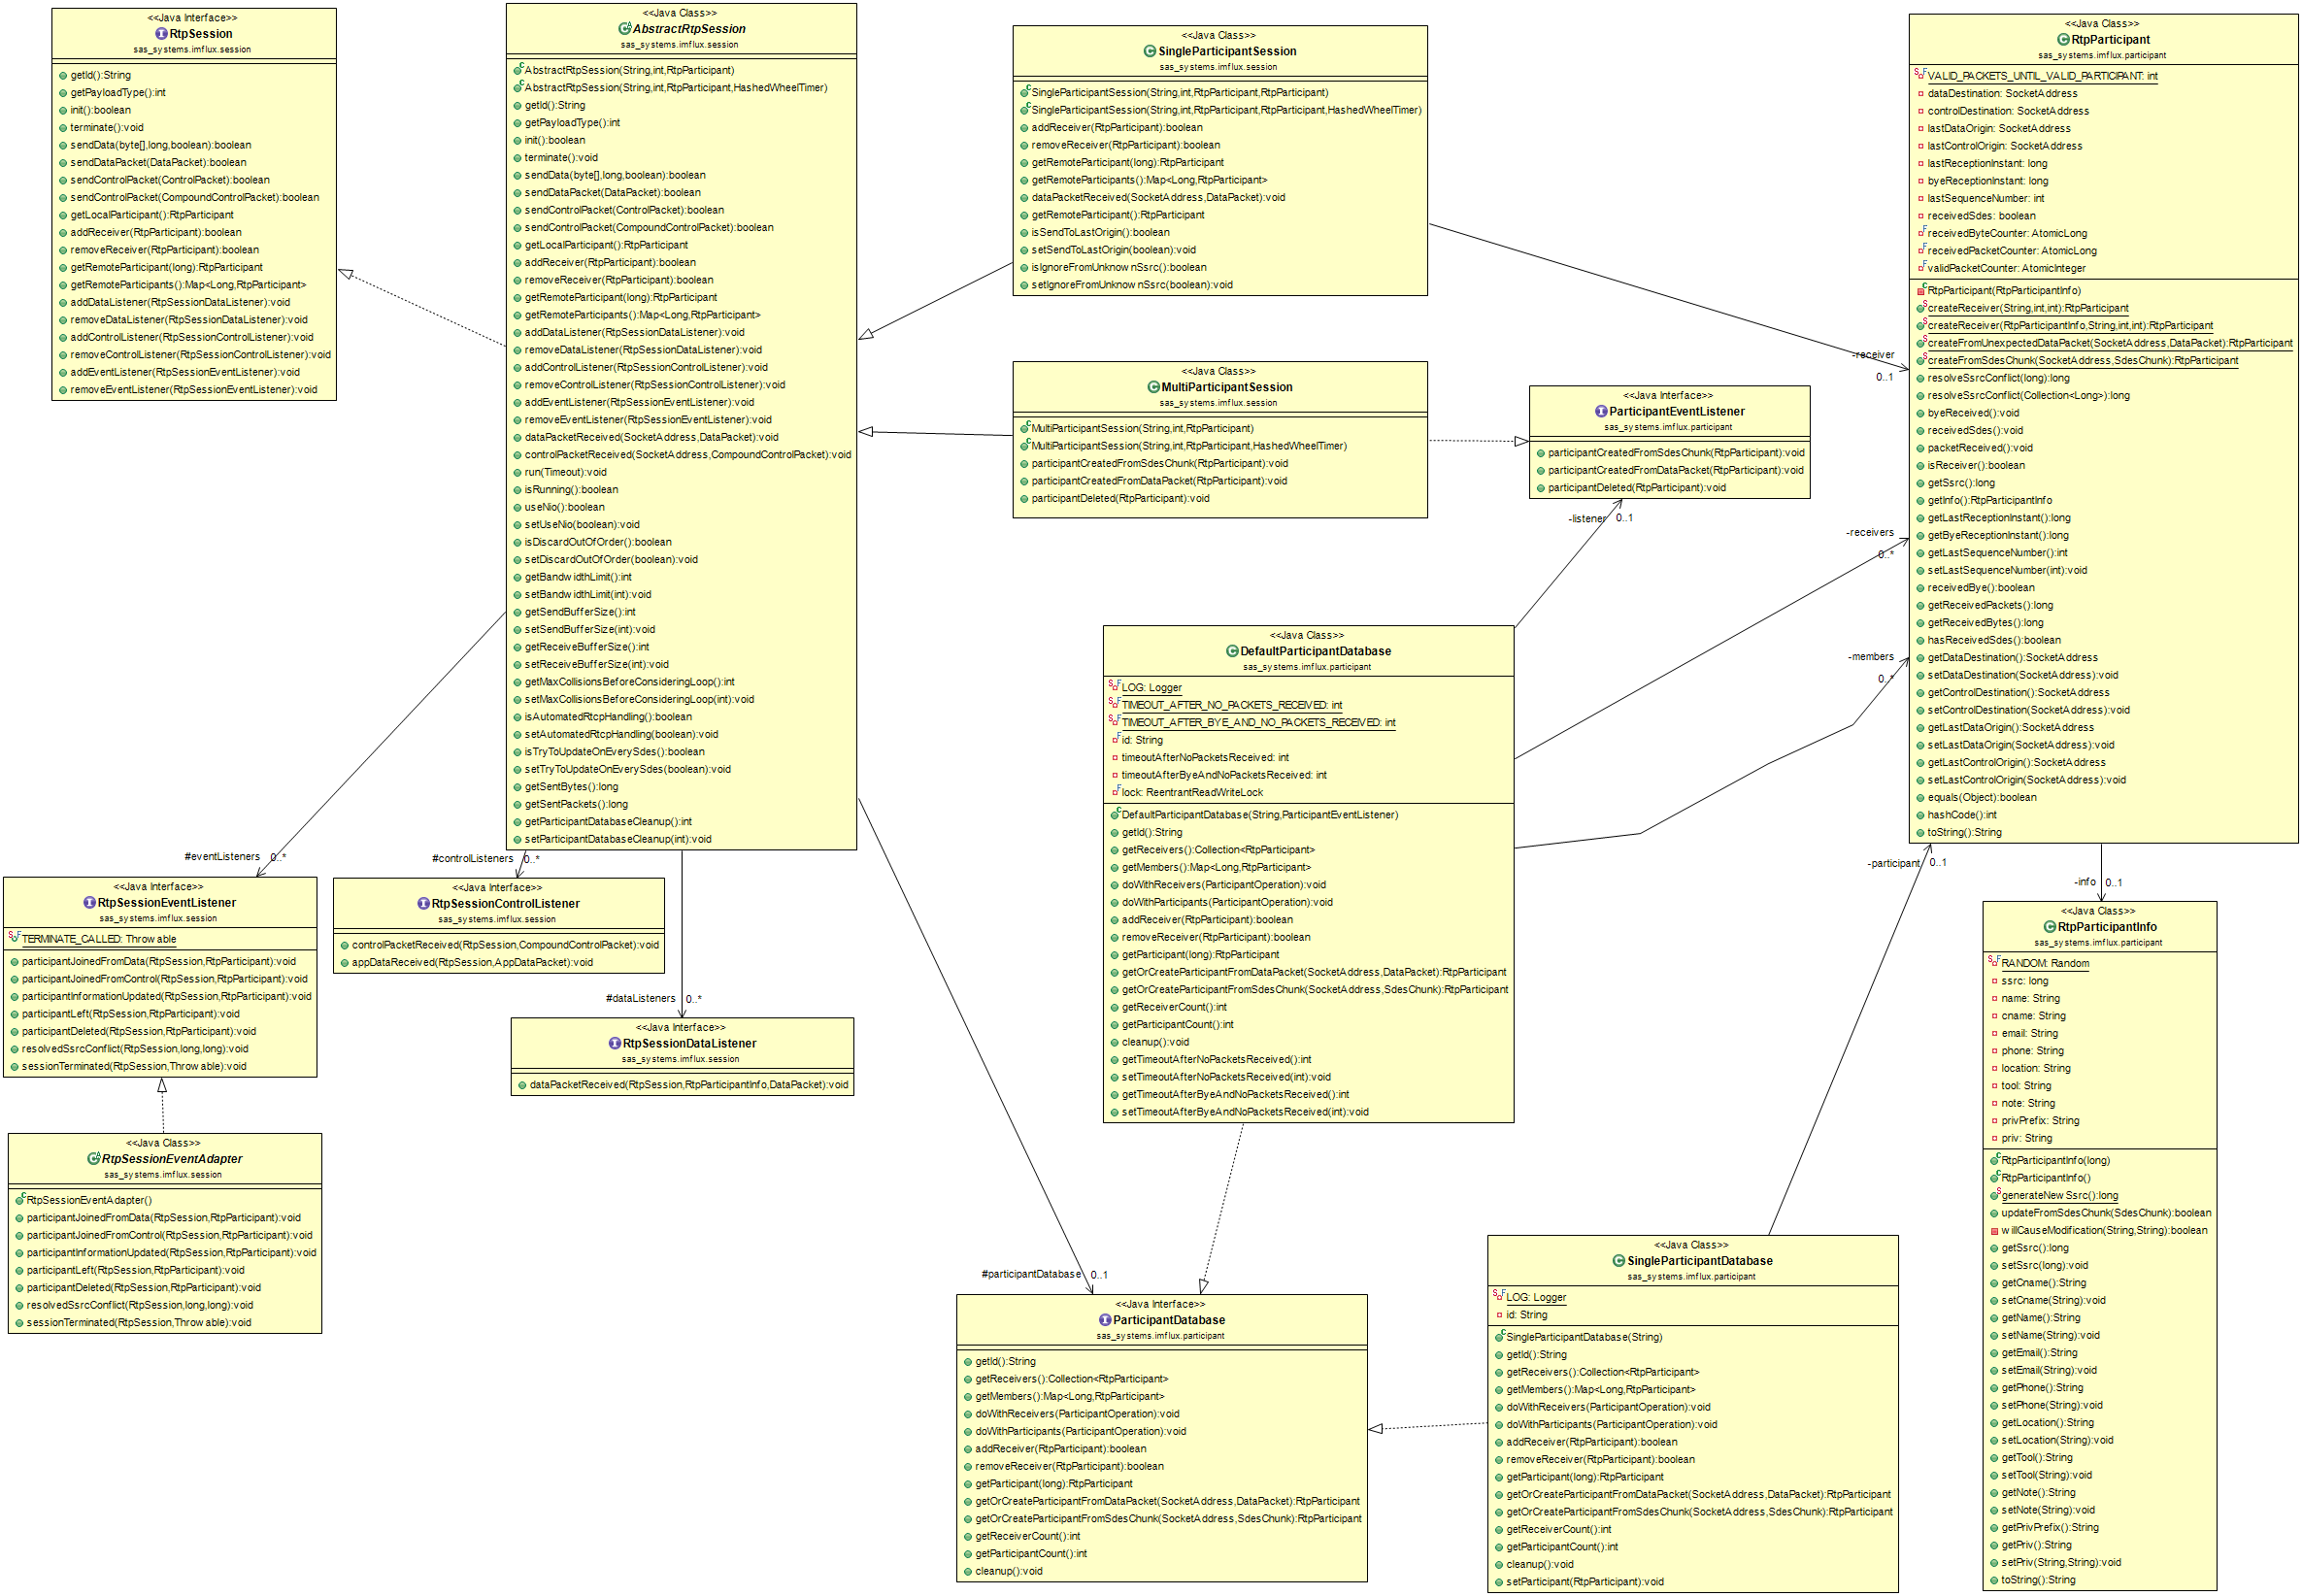 <<Java Interface>>
RtpSession
sas_systems.imflux.session
getId():String
getPayloadType():int
init():boolean
terminate():void
sendData(byte[],long,boolean):boolean
sendDataPacket(DataPacket):boolean
sendControlPacket(ControlPacket):boolean
sendControlPacket(CompoundControlPacket):boolean
getLocalParticipant():RtpParticipant
addReceiver(RtpParticipant):boolean
removeReceiver(RtpParticipant):boolean
getRemoteParticipant(long):RtpParticipant
getRemoteParticipants():Map<Long,RtpParticipant>
addDataListener(RtpSessionDataListener):void
removeDataListener(RtpSessionDataListener):void
addControlListener(RtpSessionControlListener):void
removeControlListener(RtpSessionControlListener):void
addEventListener(RtpSessionEventListener):void
removeEventListener(RtpSessionEventListener):void
<<Java Class>>
AbstractRtpSession
sas_systems.imflux.session
AbstractRtpSession(String,int,RtpParticipant)
AbstractRtpSession(String,int,RtpParticipant,HashedWheelTimer)
getId():String
getPayloadType():int
init():boolean
terminate():void
sendData(byte[],long,boolean):boolean
sendDataPacket(DataPacket):boolean
sendControlPacket(ControlPacket):boolean
sendControlPacket(CompoundControlPacket):boolean
getLocalParticipant():RtpParticipant
addReceiver(RtpParticipant):boolean
removeReceiver(RtpParticipant):boolean
getRemoteParticipant(long):RtpParticipant
getRemoteParticipants():Map<Long,RtpParticipant>
addDataListener(RtpSessionDataListener):void
removeDataListener(RtpSessionDataListener):void
addControlListener(RtpSessionControlListener):void
removeControlListener(RtpSessionControlListener):void
addEventListener(RtpSessionEventListener):void
removeEventListener(RtpSessionEventListener):void
dataPacketReceived(SocketAddress,DataPacket):void
controlPacketReceived(SocketAddress,CompoundControlPacket):void
run(Timeout):void
isRunning():boolean
useNio():boolean
setUseNio(boolean):void
isDiscardOutOfOrder():boolean
setDiscardOutOfOrder(boolean):void
getBandwidthLimit():int
setBandwidthLimit(int):void
getSendBufferSize():int
setSendBufferSize(int):void
getReceiveBufferSize():int
setReceiveBufferSize(int):void
getMaxCollisionsBeforeConsideringLoop():int
setMaxCollisionsBeforeConsideringLoop(int):void
isAutomatedRtcpHandling():boolean
setAutomatedRtcpHandling(boolean):void
isTryToUpdateOnEverySdes():boolean
setTryToUpdateOnEverySdes(boolean):void
getSentBytes():long
getSentPackets():long
getParticipantDatabaseCleanup():int
setParticipantDatabaseCleanup(int):void
<<Java Class>>
SingleParticipantSession
sas_systems.imflux.session
SingleParticipantSession(String,int,RtpParticipant,RtpParticipant)
SingleParticipantSession(String,int,RtpParticipant,RtpParticipant,HashedWheelTimer)
addReceiver(RtpParticipant):boolean
removeReceiver(RtpParticipant):boolean
getRemoteParticipant(long):RtpParticipant
getRemoteParticipants():Map<Long,RtpParticipant>
dataPacketReceived(SocketAddress,DataPacket):void
getRemoteParticipant():RtpParticipant
isSendToLastOrigin():boolean
setSendToLastOrigin(boolean):void
isIgnoreFromUnknownSsrc():boolean
setIgnoreFromUnknownSsrc(boolean):void
<<Java Class>>
MultiParticipantSession
sas_systems.imflux.session
MultiParticipantSession(String,int,RtpParticipant)
MultiParticipantSession(String,int,RtpParticipant,HashedWheelTimer)
participantCreatedFromSdesChunk(RtpParticipant):void
participantCreatedFromDataPacket(RtpParticipant):void
participantDeleted(RtpParticipant):void
<<Java Interface>>
ParticipantEventListener
sas_systems.imflux.participant
participantCreatedFromSdesChunk(RtpParticipant):void
participantCreatedFromDataPacket(RtpParticipant):void
participantDeleted(RtpParticipant):void
<<Java Class>>
RtpParticipant
sas_systems.imflux.participant
VALID_PACKETS_UNTIL_VALID_PARTICIPANT: int
dataDestination: SocketAddress
controlDestination: SocketAddress
lastDataOrigin: SocketAddress
lastControlOrigin: SocketAddress
lastReceptionInstant: long
byeReceptionInstant: long
lastSequenceNumber: int
receivedSdes: boolean
receivedByteCounter: AtomicLong
receivedPacketCounter: AtomicLong
validPacketCounter: AtomicInteger
RtpParticipant(RtpParticipantInfo)
createReceiver(String,int,int):RtpParticipant
createReceiver(RtpParticipantInfo,String,int,int):RtpParticipant
createFromUnexpectedDataPacket(SocketAddress,DataPacket):RtpParticipant
createFromSdesChunk(SocketAddress,SdesChunk):RtpParticipant
resolveSsrcConflict(long):long
resolveSsrcConflict(Collection<Long>):long
byeReceived():void
receivedSdes():void
packetReceived():void
isReceiver():boolean
getSsrc():long
getInfo():RtpParticipantInfo
getLastReceptionInstant():long
getByeReceptionInstant():long
getLastSequenceNumber():int
setLastSequenceNumber(int):void
receivedBye():boolean
getReceivedPackets():long
getReceivedBytes():long
hasReceivedSdes():boolean
getDataDestination():SocketAddress
setDataDestination(SocketAddress):void
getControlDestination():SocketAddress
setControlDestination(SocketAddress):void
getLastDataOrigin():SocketAddress
setLastDataOrigin(SocketAddress):void
getLastControlOrigin():SocketAddress
setLastControlOrigin(SocketAddress):void
equals(Object):boolean
hashCode():int
toString():String
-receiver
0..1
-listener 0..1
-receivers
0..*
-members
0..*
-participant 0..1
-info 0..1
<<Java Class>>
DefaultParticipantDatabase
sas_systems.imflux.participant
LOG: Logger
TIMEOUT_AFTER_NO_PACKETS_RECEIVED: int
TIMEOUT_AFTER_BYE_AND_NO_PACKETS_RECEIVED: int
id: String
timeoutAfterNoPacketsReceived: int
timeoutAfterByeAndNoPacketsReceived: int
lock: ReentrantReadWriteLock
DefaultParticipantDatabase(String,ParticipantEventListener)
getId():String
getReceivers():Collection<RtpParticipant>
getMembers():Map<Long,RtpParticipant>
doWithReceivers(ParticipantOperation):void
doWithParticipants(ParticipantOperation):void
addReceiver(RtpParticipant):boolean
removeReceiver(RtpParticipant):boolean
getParticipant(long):RtpParticipant
getOrCreateParticipantFromDataPacket(SocketAddress,DataPacket):RtpParticipant
getOrCreateParticipantFromSdesChunk(SocketAddress,SdesChunk):RtpParticipant
getReceiverCount():int
getParticipantCount():int
cleanup():void
getTimeoutAfterNoPacketsReceived():int
setTimeoutAfterNoPacketsReceived(int):void
getTimeoutAfterByeAndNoPacketsReceived():int
setTimeoutAfterByeAndNoPacketsReceived(int):void
#eventListeners 0..*
#controlListeners 0..*
#dataListeners 0..*
#participantDatabase 0..1
<<Java Interface>>
RtpSessionEventListener
sas_systems.imflux.session
TERMINATE_CALLED: Throwable
participantJoinedFromData(RtpSession,RtpParticipant):void
participantJoinedFromControl(RtpSession,RtpParticipant):void
participantInformationUpdated(RtpSession,RtpParticipant):void
participantLeft(RtpSession,RtpParticipant):void
participantDeleted(RtpSession,RtpParticipant):void
resolvedSsrcConflict(RtpSession,long,long):void
sessionTerminated(RtpSession,Throwable):void
<<Java Interface>>
RtpSessionControlListener
sas_systems.imflux.session
controlPacketReceived(RtpSession,CompoundControlPacket):void
appDataReceived(RtpSession,AppDataPacket):void
<<Java Interface>>
RtpSessionDataListener
sas_systems.imflux.session
dataPacketReceived(RtpSession,RtpParticipantInfo,DataPacket):void
<<Java Class>>
RtpSessionEventAdapter
sas_systems.imflux.session
RtpSessionEventAdapter()
participantJoinedFromData(RtpSession,RtpParticipant):void
participantJoinedFromControl(RtpSession,RtpParticipant):void
participantInformationUpdated(RtpSession,RtpParticipant):void
participantLeft(RtpSession,RtpParticipant):void
participantDeleted(RtpSession,RtpParticipant):void
resolvedSsrcConflict(RtpSession,long,long):void
sessionTerminated(RtpSession,Throwable):void
<<Java Interface>>
ParticipantDatabase
sas_systems.imflux.participant
getId():String
getReceivers():Collection<RtpParticipant>
getMembers():Map<Long,RtpParticipant>
doWithReceivers(ParticipantOperation):void
doWithParticipants(ParticipantOperation):void
addReceiver(RtpParticipant):boolean
removeReceiver(RtpParticipant):boolean
getParticipant(long):RtpParticipant
getOrCreateParticipantFromDataPacket(SocketAddress,DataPacket):RtpParticipant
getOrCreateParticipantFromSdesChunk(SocketAddress,SdesChunk):RtpParticipant
getReceiverCount():int
getParticipantCount():int
cleanup():void
<<Java Class>>
SingleParticipantDatabase
sas_systems.imflux.participant
LOG: Logger
id: String
SingleParticipantDatabase(String)
getId():String
getReceivers():Collection<RtpParticipant>
getMembers():Map<Long,RtpParticipant>
doWithReceivers(ParticipantOperation):void
doWithParticipants(ParticipantOperation):void
addReceiver(RtpParticipant):boolean
removeReceiver(RtpParticipant):boolean
getParticipant(long):RtpParticipant
getOrCreateParticipantFromDataPacket(SocketAddress,DataPacket):RtpParticipant
getOrCreateParticipantFromSdesChunk(SocketAddress,SdesChunk):RtpParticipant
getReceiverCount():int
getParticipantCount():int
cleanup():void
setParticipant(RtpParticipant):void
<<Java Class>>
RtpParticipantInfo
sas_systems.imflux.participant
RANDOM: Random
ssrc: long
name: String
cname: String
email: String
phone: String
location: String
tool: String
note: String
privPrefix: String
priv: String
RtpParticipantInfo(long)
RtpParticipantInfo()
generateNewSsrc():long
updateFromSdesChunk(SdesChunk):boolean
willCauseModification(String,String):boolean
getSsrc():long
setSsrc(long):void
getCname():String
setCname(String):void
getName():String
setName(String):void
getEmail():String
setEmail(String):void
getPhone():String
setPhone(String):void
getLocation():String
setLocation(String):void
getTool():String
setTool(String):void
getNote():String
setNote(String):void
getPrivPrefix():String
getPriv():String
setPriv(String,String):void
toString():String